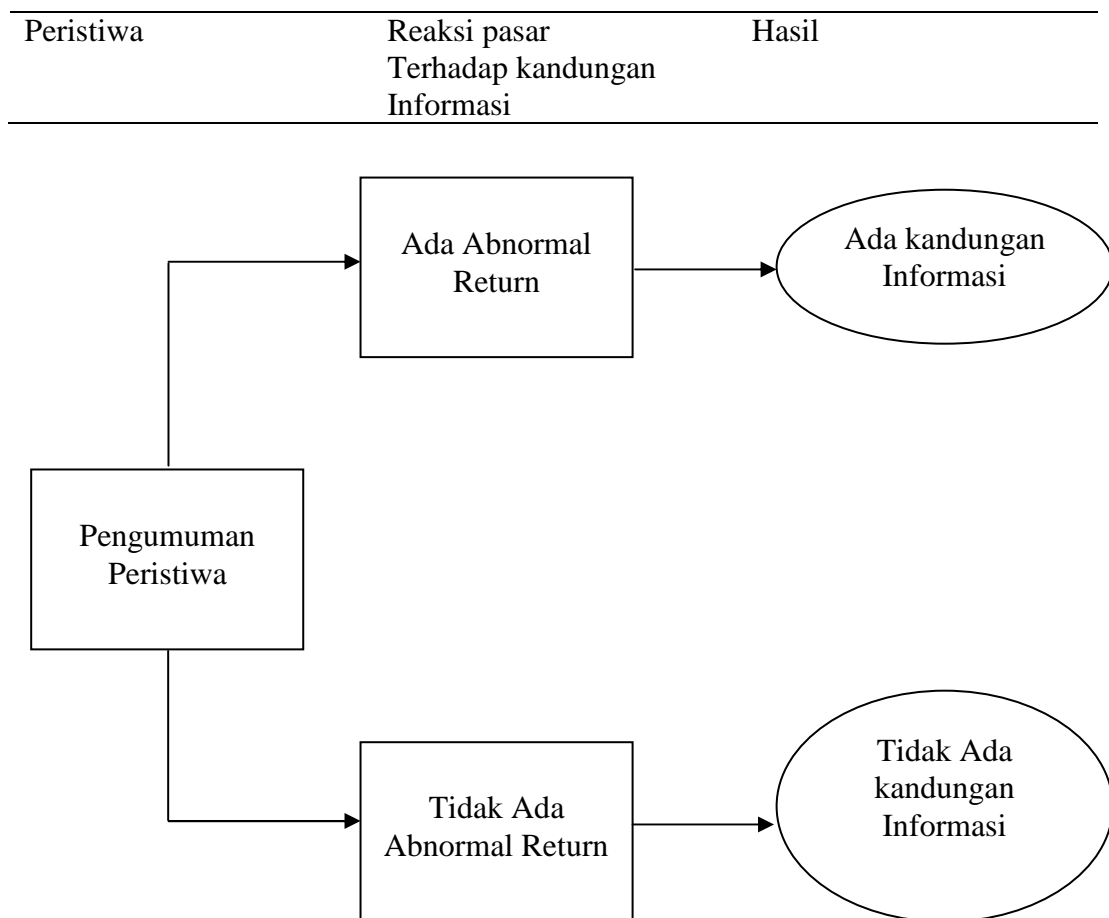 Peristiwa
Reaksi pasar
Terhadap kandungan
Informasi
Hasil
Ada Abnormal
Return
Ada kandungan
Informasi
Pengumuman
Peristiwa
Tidak Ada
Abnormal Return
Tidak Ada
kandungan
Informasi